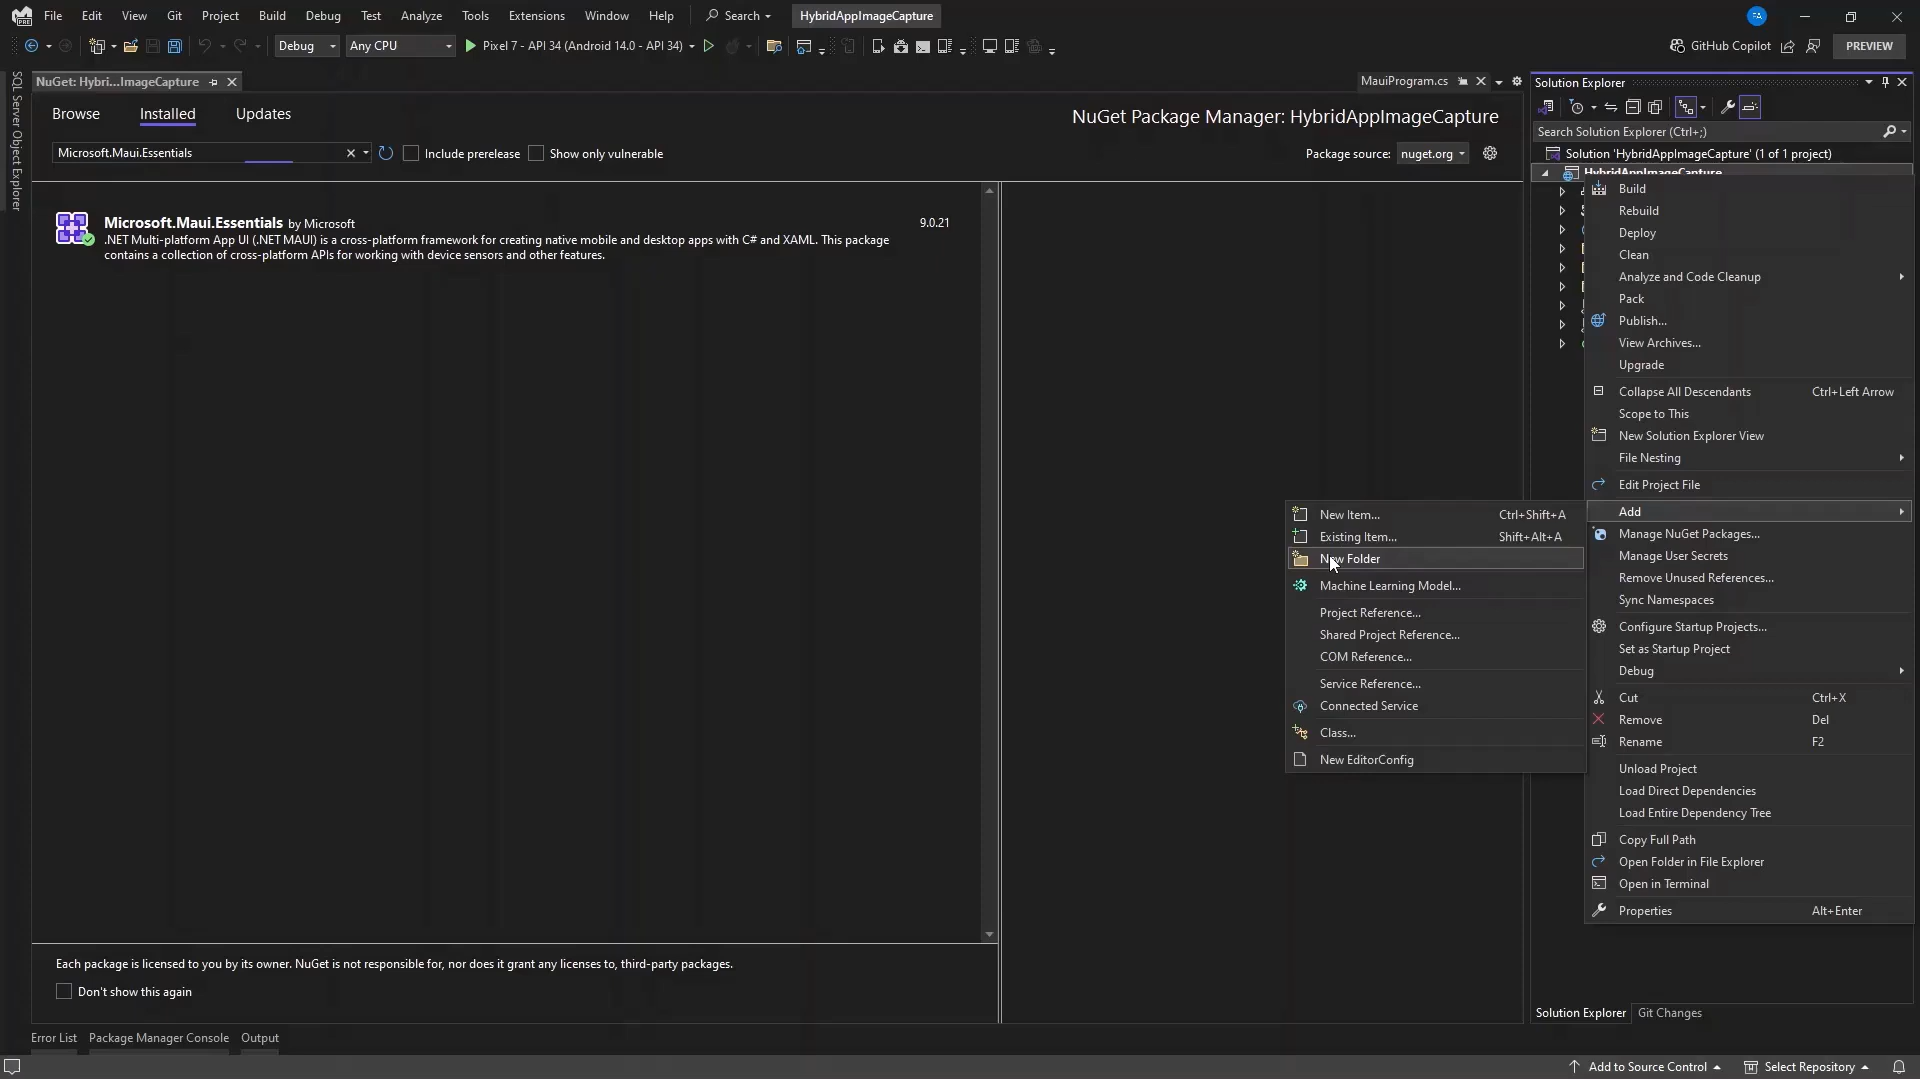 File Edit View Git Project Build Debug Test Analyze Tools Extensions Window Help Search HybridAppImageCapture FA
Debug Any CPU Pixel 7 - API 34 (Android 14.0 - API 34) GitHub Copilot PREVIEW
SQL Server Object Explorer
NuGet: Hybri...ImageCapture MauiProgram.cs
Browse Installed Updates
NuGet Package Manager: HybridAppImageCapture
Microsoft.Maui.Essentials Include prerelease Show only vulnerable Package source: nuget.org
Microsoft.Maui.Essentials by Microsoft 9.0.21
.NET Multi-platform App UI (.NET MAUI) is a cross-platform framework for creating native mobile and desktop apps with C# and XAML. This package
contains a collection of cross-platform APIs for working with device sensors and other features.
Each package is licensed to you by its owner. NuGet is not responsible for, nor does it grant any licenses to, third-party packages.
Don't show this again
Solution Explorer
Search Solution Explorer (Ctrl+;)
Solution 'HybridAppImageCapture' (1 of 1 project)
HybridAppImageCapture
Build
Rebuild
Deploy
Clean
Analyze and Code Cleanup
Pack
Publish...
View Archives...
Upgrade
Collapse All Descendants Ctrl+Left Arrow
Scope to This
New Solution Explorer View
File Nesting
Edit Project File
Add
Manage NuGet Packages...
Manage User Secrets
Remove Unused References...
Sync Namespaces
Configure Startup Projects...
Set as Startup Project
Debug
Cut Ctrl+X
Remove Del
Rename F2
Unload Project
Load Direct Dependencies
Load Entire Dependency Tree
Copy Full Path
Open Folder in File Explorer
Open in Terminal
Properties Alt+Enter
New Item... Ctrl+Shift+A
Existing Item... Shift+Alt+A
New Folder
Machine Learning Model...
Project Reference...
Shared Project Reference...
COM Reference...
Service Reference...
Connected Service
Class...
New EditorConfig
Solution Explorer Git Changes
Error List Package Manager Console Output
Add to Source Control Select Repository